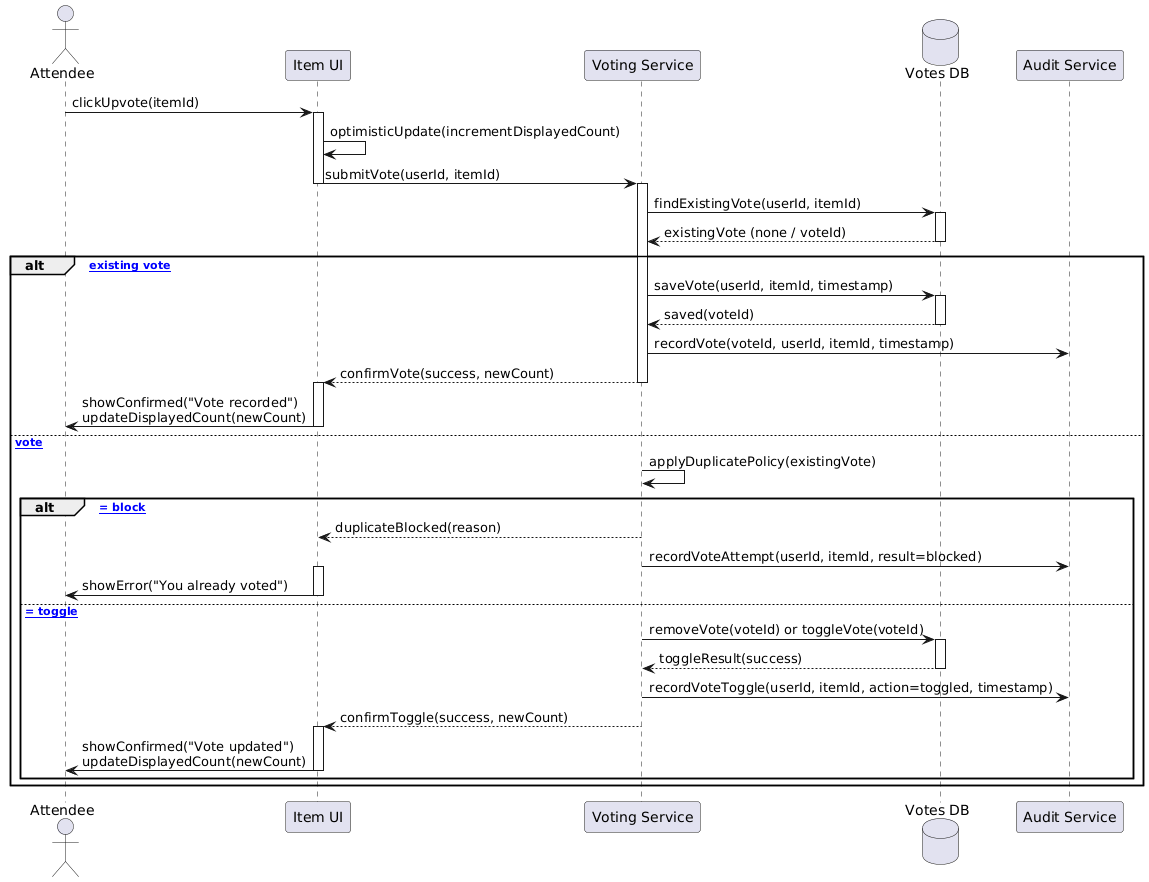 Attendee
Item UI
Voting Service
Votes DB
Audit Service
clickUpvote(itemId)
optimisticUpdate(incrementDisplayedCount)
submitVote(userId, itemId)
findExistingVote(userId, itemId)
existingVote (none / voteId)
alt
existing vote
saveVote(userId, itemId, timestamp)
saved(voteId)
recordVote(voteId, userId, itemId, timestamp)
confirmVote(success, newCount)
showConfirmed("Vote recorded")
updateDisplayedCount(newCount)
vote
applyDuplicatePolicy(existingVote)
alt
= block
duplicateBlocked(reason)
recordVoteAttempt(userId, itemId, result=blocked)
showError("You already voted")
= toggle
removeVote(voteId) or toggleVote(voteId)
toggleResult(success)
recordVoteToggle(userId, itemId, action=toggled, timestamp)
confirmToggle(success, newCount)
showConfirmed("Vote updated")
updateDisplayedCount(newCount)
Attendee
Item UI
Voting Service
Votes DB
Audit Service